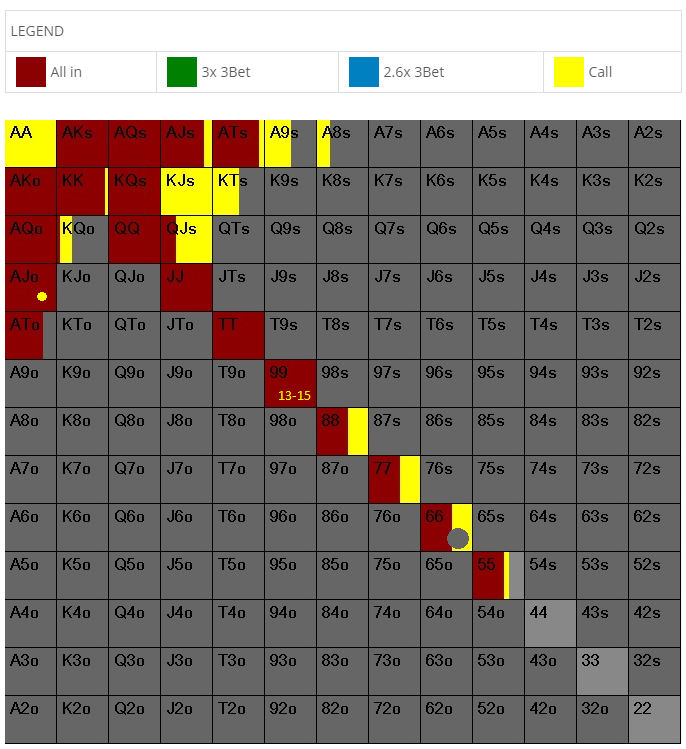 LEGEND
All in 3x 3Bet 2.6x 3Bet Call
AA AKs AQs AJs ATs A9s A8s A7s A6s A5s A4s A3s A2s
AKo KK KQs KJs KTs K9s K8s K7s K6s K5s K4s K3s K2s
AQo KQo QQ QJs QTs Q9s Q8s Q7s Q6s Q5s Q4s Q3s Q2s
AJo KJo QJo JJ JTs J9s J8s J7s J6s J5s J4s J3s J2s
ATo KTo QTo JTo TT T9s T8s T7s T6s T5s T4s T3s T2s
A9o K9o Q9o J9o T9o 99 98s 97s 96s 95s 94s 93s 92s
13-15
A8o K8o Q8o J8o T8o 98o 88 87s 86s 85s 84s 83s 82s
A7o K7o Q7o J7o T7o 97o 87o 77 76s 75s 74s 73s 72s
A6o K6o Q6o J6o T6o 96o 86o 76o 66 65s 64s 63s 62s
A5o K5o Q5o J5o T5o 95o 85o 75o 65o 55 54s 53s 52s
A4o K4o Q4o J4o T4o 94o 84o 74o 64o 54o 44 43s 42s
A3o K3o Q3o J3o T3o 93o 83o 73o 63o 53o 43o 33 32s
A2o K2o Q2o J2o T2o 92o 82o 72o 62o 52o 42o 32o 22